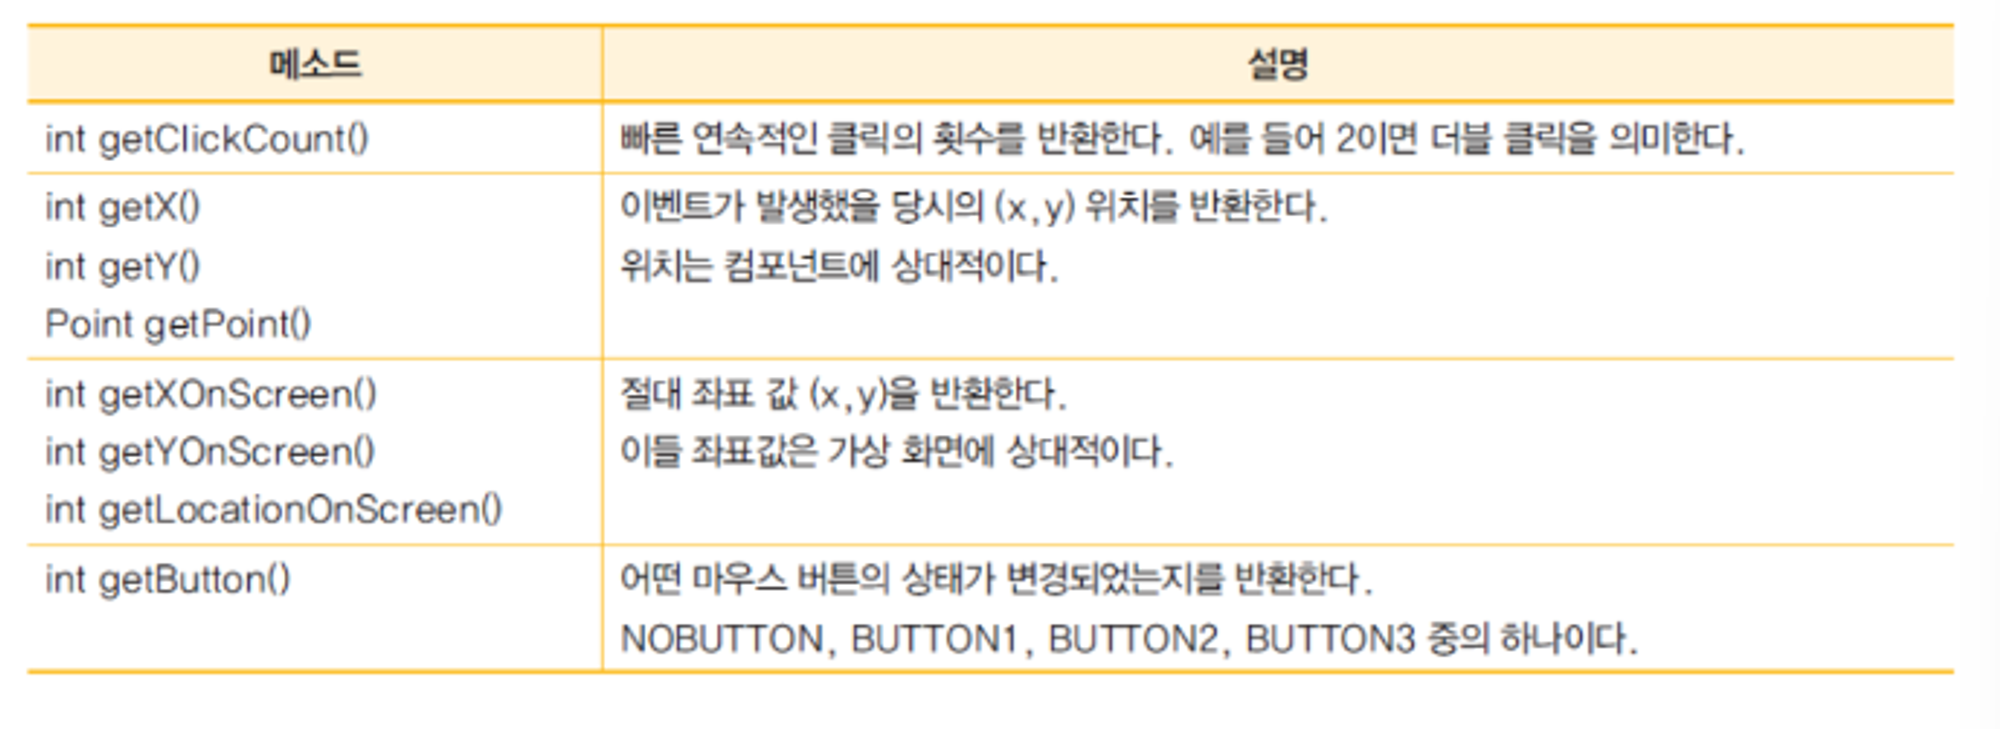 메소드 설명
int getClickCount() 빠른 연속적인 클릭의 횟수를 반환한다. 예를 들어 2이면 더블 클릭을 의미한다.
int getX() 이벤트가 발생했을 당시의 (x,y) 위치를 반환한다.
int getY() 위치는 컴포넌트에 상대적이다.
Point getPoint()
int getXOnScreen() 절대 좌표 값 (x,y)을 반환한다.
int getYOnScreen() 이들 좌표값은 가상 화면에 상대적이다.
int getLocationOnScreen()
int getButton() 어떤 마우스 버튼의 상태가 변경되었는지를 반환한다.
NOBUTTON, BUTTON1, BUTTON2, BUTTON3 중의 하나이다.